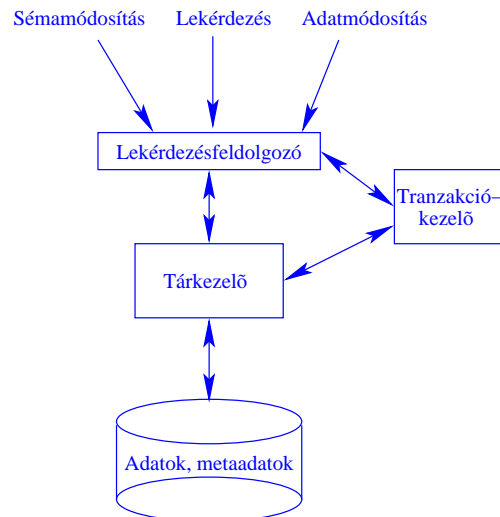 Sémamódosítás Lekérdezés Adatmódosítás
Lekérdezésfeldolgozó
Tranzakció–
kezelõ
Tárkezelõ
Adatok, metaadatok